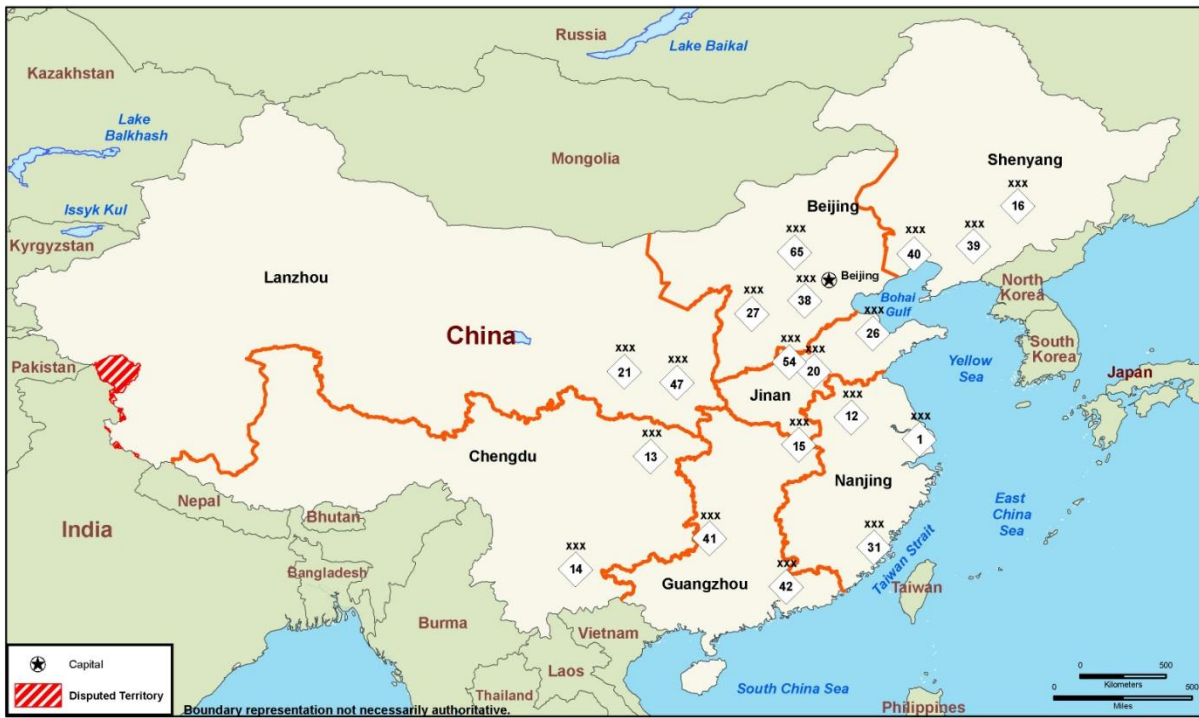 Russia
Lake Baikal
Kazakhstan
Lake
Balkhash
Mongolia
Shenyang
xxx
16
Issyk Kul
Beijing
Kyrgyzstan
xxx
65
xxx
40
xxx
39
Lanzhou
Beijing
xxx
38
North
Korea
xxx
27
Bohai
Gulf
xxx
26
China
South
Korea
Pakistan
xxx
21
xxx
47
xxx
54
xxx
20
Yellow
Sea
Japan
Jinan
xxx
12
xxx
1
xxx
15
Chengdu
xxx
13
Nanjing
Nepal
Bhutan
East
China
Sea
India
xxx
41
xxx
31
Bangladesh
xxx
14
Guangzhou
xxx
42
Taiwan Strait
Taiwan
Burma
Vietnam
Laos
Thailand
South China Sea
Philippines
Capital
Disputed Territory
Boundary representation not necessarily authoritative.
0 500
Kilometers
0 500
Miles